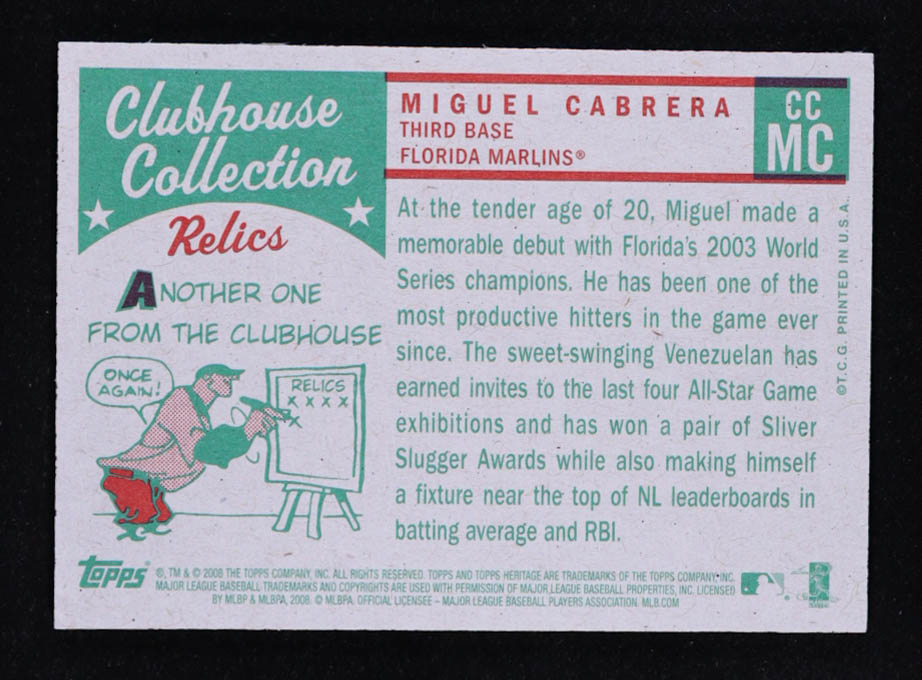 Clubhouse
Collection
Relics
MIGUEL CABRERA
THIRD BASE
FLORIDA MARLINS®
CC
MC
ANOTHER ONE
FROM THE CLUBHOUSE
ONCE
AGAIN!
RELICS
X X X X
X
At the tender age of 20, Miguel made a
memorable debut with Florida's 2003 World
Series champions. He has been one of the
most productive hitters in the game ever
since. The sweet-swinging Venezuelan has
earned invites to the last four All-Star Game
exhibitions and has won a pair of Sliver
Slugger Awards while also making himself
a fixture near the top of NL leaderboards in
batting average and RBI.
©T.C.G. PRINTED IN U.S.A.
Topps
®, TM & © 2008 THE TOPPS COMPANY, INC. ALL RIGHTS RESERVED. TOPPS AND TOPPS HERITAGE ARE TRADEMARKS OF THE TOPPS COMPANY, INC.
MAJOR LEAGUE BASEBALL TRADEMARKS AND COPYRIGHTS ARE USED WITH PERMISSION OF MAJOR LEAGUE BASEBALL PROPERTIES, INC. LICENSED
BY MLBP & MLBPA, 2008. © MLBPA. OFFICIAL LICENSEE – MAJOR LEAGUE BASEBALL PLAYERS ASSOCIATION. MLB.COM